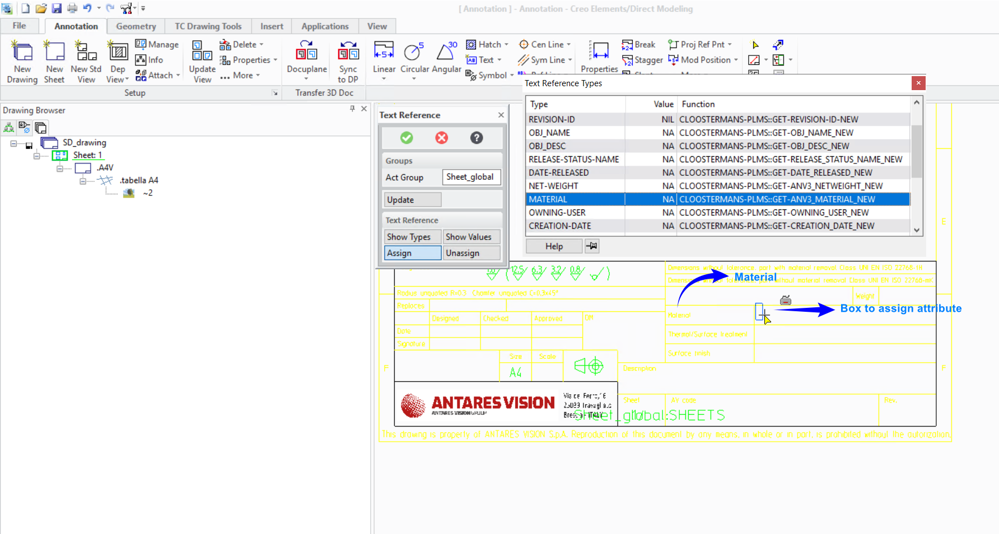 [ Annotation ] - Annotation - Creo Elements/Direct Modeling
File Annotation Geometry TC Drawing Tools Insert Applications View
New Drawing
New Sheet
New Std View
Dep View
Manage
Info
Attach
Setup
Update View
Delete
Properties
More
Docuplane
Sync to DP
Transfer 3D Doc
Linear Circular Angular
Hatch
Text
Symbol
Cen Line
Sym Line
Properties
Break
Stagger
Proj Ref Pnt
Mod Position
Drawing Browser
SD_drawing
Sheet: 1
.A4V
.tabella A4
~2
Text Reference
Groups
Act Group Sheet_global
Update
Text Reference
Show Types Show Values
Assign Unassign
Text Reference Types
Type Value Function
REVISION-ID NIL CLOOSTERMANS-PLMS::GET-REVISION-ID-NEW
OBJ_NAME NA CLOOSTERMANS-PLMS::GET-OBJ_NAME_NEW
OBJ_DESC NA CLOOSTERMANS-PLMS::GET-OBJ_DESC_NEW
RELEASE-STATUS-NAME NA CLOOSTERMANS-PLMS::GET-RELEASE_STATUS_NAME_NEW
DATE-RELEASED NA CLOOSTERMANS-PLMS::GET-DATE_RELEASED_NEW
NET-WEIGHT NA CLOOSTERMANS-PLMS::GET-ANV3_NETWEIGHT_NEW
MATERIAL NA CLOOSTERMANS-PLMS::GET-ANV3_MATERIAL_NEW
OWNING-USER NA CLOOSTERMANS-PLMS::GET-OWNING_USER_NEW
CREATION-DATE NA CLOOSTERMANS-PLMS::GET-CREATION_DATE_NEW
Help
E
12.5 6.3 3.2 0.8
Dimensions without tolerance, part with material removal Class UNI EN ISO 22768-mK
Material
without material removal Class UNI EN ISO 22768-mK
Radius unquoted R=0.3 Chamfer unquoted C=0.3x45°
Weight
Replaces
Box to assign attribute
Material
Designed Checked Approved DM
Date
Thermal/Surface treatment
Signature
Surface finish
Size Scale
A4
F
Description
F
ANTARES VISION
ANTARES VISION GROUP
Via del Ferro,16
25039 Travagliato
Brescia - ITALY
Sheet AV code Rev.
Sheet_global:SHEETS
This drawing is property of ANTARES VISION S.p.A. Reproduction of this document by any means, in whole or in part, is prohibited without the autorization.